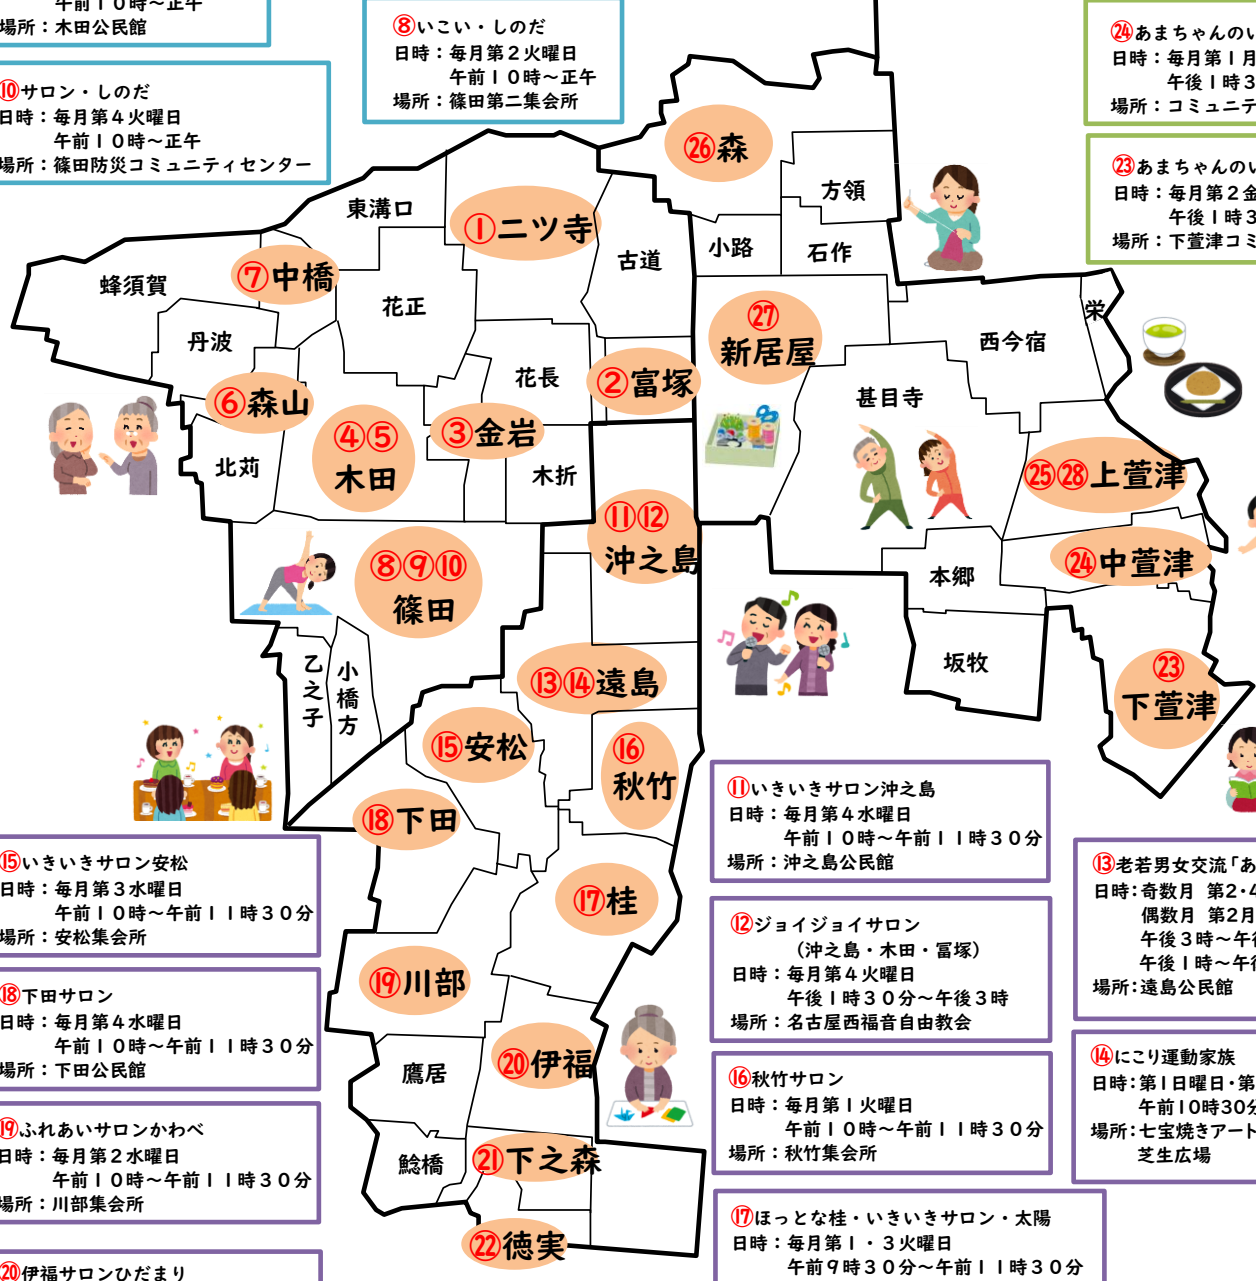 午前10時～正午
場所：木田公民館
⑩サロン・しのだ
日時：毎月第4火曜日
午前10時～正午
場所：篠田防災コミュニティセンター
⑧いこい・しのだ
日時：毎月第2火曜日
午前10時～正午
場所：篠田第二集会所
㉔あまちゃんのい
日時：毎月第1月
午後1時3
場所：コミュニテ
㉓あまちゃんのい
日時：毎月第2金
午後1時3
場所：下萱津コミ
㉖森
方領
東溝口
①二ツ寺
小路
石作
古道
蜂須賀
⑦中橋
花正
栄
㉗
新居屋
丹波
西今宿
花長
②富塚
甚目寺
⑥森山
④⑤
木田
③金岩
北苅
木折
㉕㉘上萱津
⑪⑫
沖之島
⑧⑨⑩
篠田
㉔中萱津
本郷
乙之子
小橋方
坂牧
⑬⑭遠島
㉓
下萱津
⑮安松
⑯
秋竹
⑱下田
⑰桂
⑲川部
⑳伊福
鷹居
鯰橋
㉑下之森
㉒徳実
⑮いきいきサロン安松
日時：毎月第3水曜日
午前10時～午前11時30分
場所：安松集会所
⑱下田サロン
日時：毎月第4水曜日
午前10時～午前11時30分
場所：下田公民館
⑲ふれあいサロンかわべ
日時：毎月第2水曜日
午前10時～午前11時30分
場所：川部集会所
⑳伊福サロンひだまり
⑪いきいきサロン沖之島
日時：毎月第4水曜日
午前10時～午前11時30分
場所：沖之島公民館
⑫ジョイジョイサロン
（沖之島・木田・冨塚）
日時：毎月第4火曜日
午後1時30分～午後3時
場所：名古屋西福音自由教会
⑯秋竹サロン
日時：毎月第1火曜日
午前10時～午前11時30分
場所：秋竹集会所
⑰ほっとな桂・いきいきサロン・太陽
日時：毎月第1・3火曜日
午前9時30分～午前11時30分
⑬老若男女交流「あ
日時：奇数月 第2・4
偶数月 第2月
午後3時～午後
午後1時～午後
場所：遠島公民館
⑭にこり運動家族
日時：第1日曜日・第
午前10時30分
場所：七宝焼きアート
芝生広場